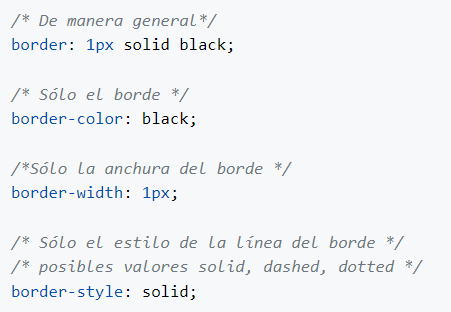 /* De manera general*/
border: 1px solid black;
/* Sólo el borde */
border-color: black;
/*Sólo la anchura del borde */
border-width: 1px;
/* Sólo el estilo de la línea del borde */
/* posibles valores solid, dashed, dotted */
border-style: solid;